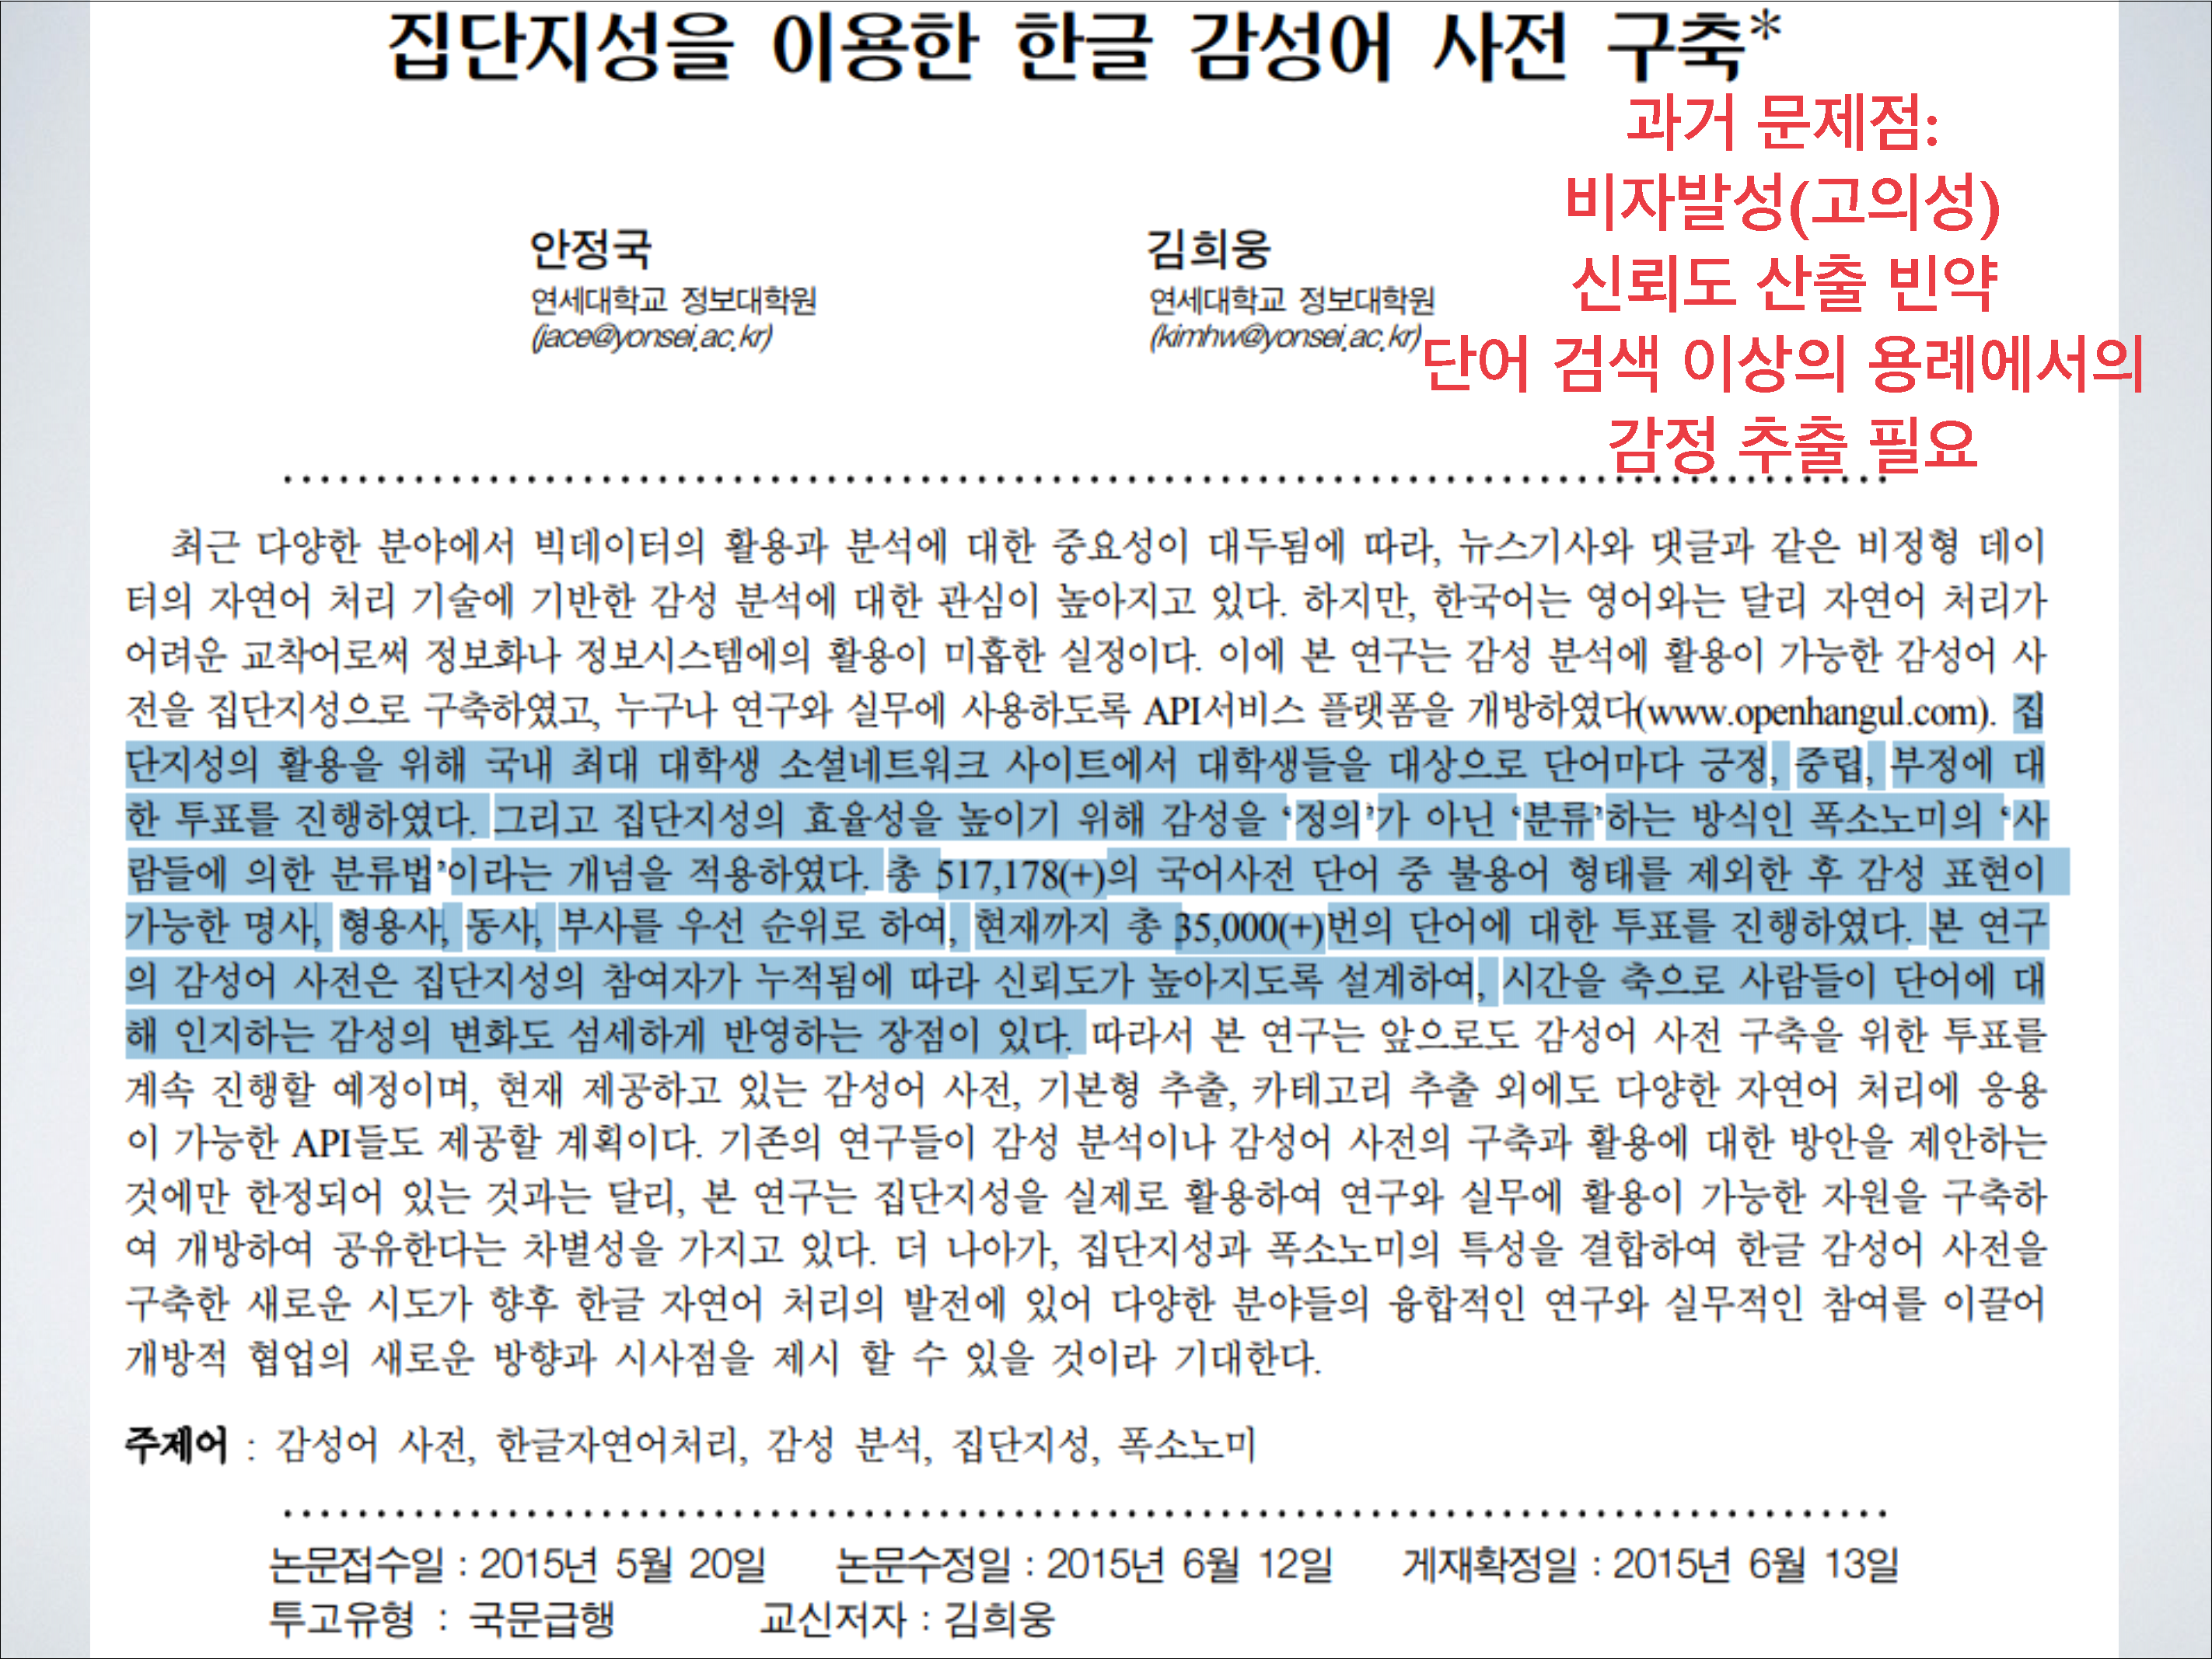 집단지성을 이용한 한글 감성어 사전 구축*
과거 문제점:
비자발성(고의성)
신뢰도 산출 빈약
단어 검색 이상의 용례에서의
감정 추출 필요
안정국
연세대학교 정보대학원
(jace@yonsei.ac.kr)
김희웅
연세대학교 정보대학원
(kimhw@yonsei.ac.kr)
최근 다양한 분야에서 빅데이터의 활용과 분석에 대한 중요성이 대두됨에 따라, 뉴스기사와 댓글과 같은 비정형 데이
터의 자연어 처리 기술에 기반한 감성 분석에 대한 관심이 높아지고 있다. 하지만, 한국어는 영어와는 달리 자연어 처리가
어려운 교착어로써 정보화나 정보시스템에의 활용이 미흡한 실정이다. 이에 본 연구는 감성 분석에 활용이 가능한 감성어 사
전을 집단지성으로 구축하였고, 누구나 연구와 실무에 사용하도록 API서비스 플랫폼을 개방하였다(www.openhangul.com). 집
단지성의 활용을 위해 국내 최대 대학생 소셜네트워크 사이트에서 대학생들을 대상으로 단어마다 긍정, 중립, 부정에 대
한 투표를 진행하였다. 그리고 집단지성의 효율성을 높이기 위해 감성을 ‘정의’가 아닌 ‘분류’하는 방식인 폭소노미의 ‘사
람들에 의한 분류법’이라는 개념을 적용하였다. 총 517,178(+)의 국어사전 단어 중 불용어 형태를 제외한 후 감성 표현이
가능한 명사, 형용사, 동사, 부사를 우선 순위로 하여, 현재까지 총 35,000(+)번의 단어에 대한 투표를 진행하였다. 본 연구
의 감성어 사전은 집단지성의 참여자가 누적됨에 따라 신뢰도가 높아지도록 설계하여, 시간을 축으로 사람들이 단어에 대
해 인지하는 감성의 변화도 섬세하게 반영하는 장점이 있다. 따라서 본 연구는 앞으로도 감성어 사전 구축을 위한 투표를
계속 진행할 예정이며, 현재 제공하고 있는 감성어 사전, 기본형 추출, 카테고리 추출 외에도 다양한 자연어 처리에 응용
이 가능한 API들도 제공할 계획이다. 기존의 연구들이 감성 분석이나 감성어 사전의 구축과 활용에 대한 방안을 제안하는
것에만 한정되어 있는 것과는 달리, 본 연구는 집단지성을 실제로 활용하여 연구와 실무에 활용이 가능한 자원을 구축하
여 개방하여 공유한다는 차별성을 가지고 있다. 더 나아가, 집단지성과 폭소노미의 특성을 결합하여 한글 감성어 사전을
구축한 새로운 시도가 향후 한글 자연어 처리의 발전에 있어 다양한 분야들의 융합적인 연구와 실무적인 참여를 이끌어
개방적 협업의 새로운 방향과 시사점을 제시 할 수 있을 것이라 기대한다.
주제어 : 감성어 사전, 한글자연어처리, 감성 분석, 집단지성, 폭소노미
논문접수일 : 2015년 5월 20일 논문수정일 : 2015년 6월 12일 게재확정일 : 2015년 6월 13일
투고유형 : 국문급행 교신저자 : 김희웅